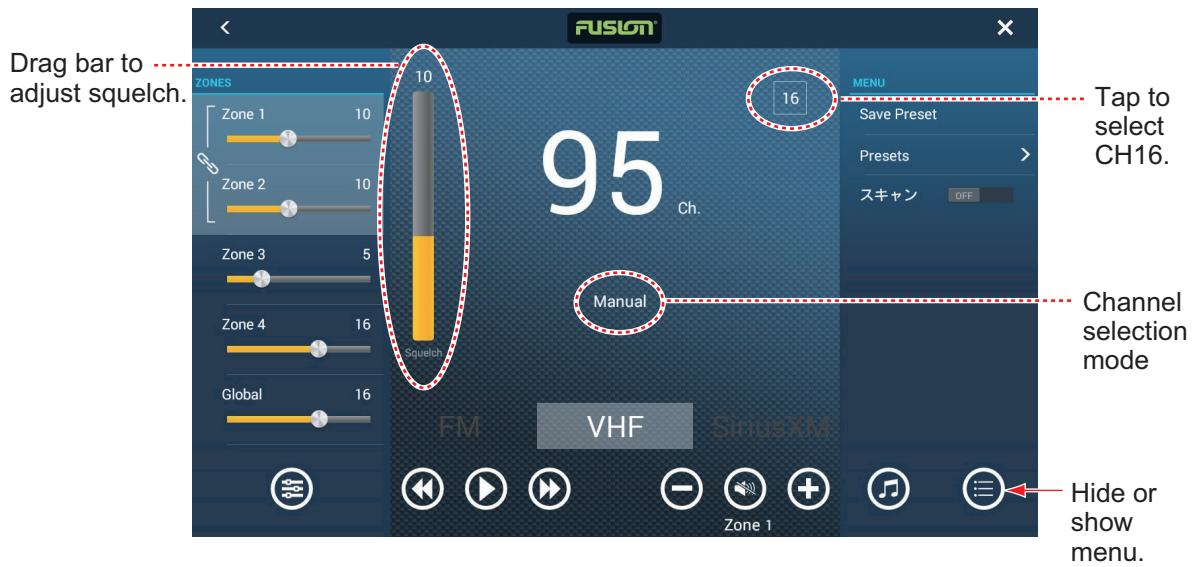 FUSION
Drag bar to
adjust squelch.
ZONES
Zone 1 10
Zone 2 10
Zone 3 5
Zone 4 16
Global 16
10
Squelch
16
95
Ch.
Manual
FM
VHF
SiriusXM
Zone 1
MENU
Save Preset
Presets
スキャン OFF
Tap to
select
CH16.
Channel
selection
mode
Hide or
show
menu.